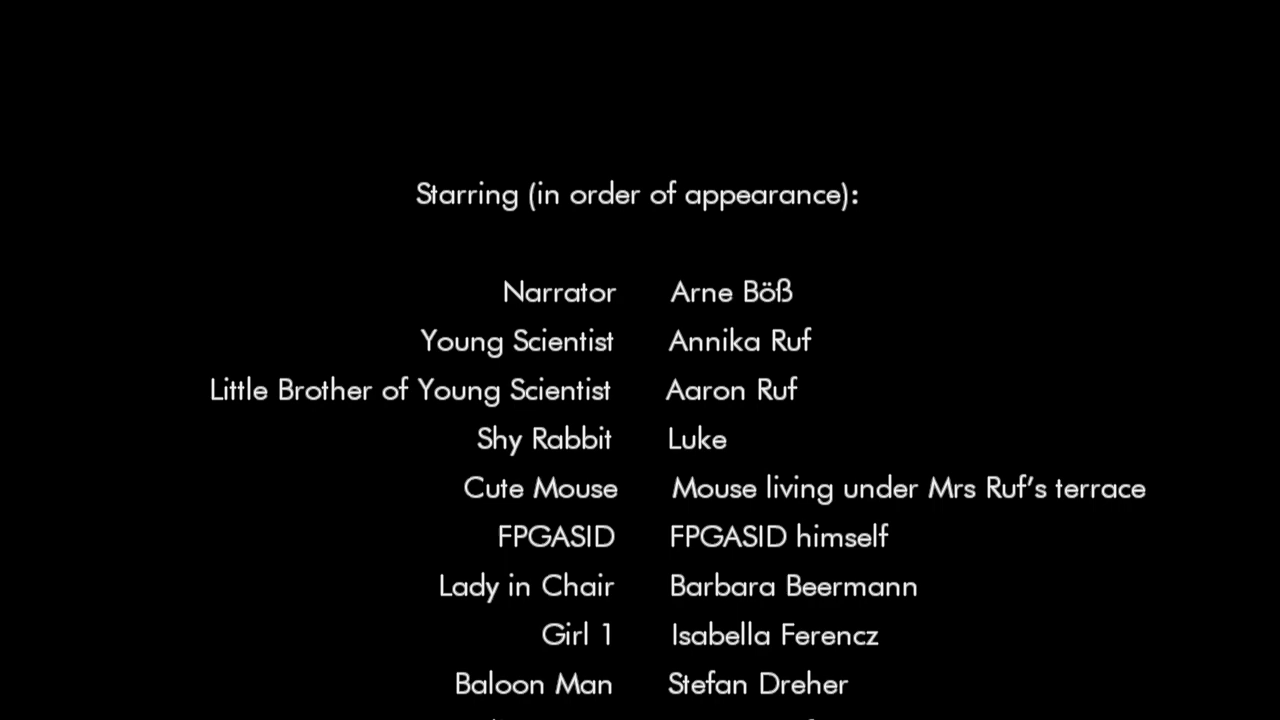 Starring (in order of appearance):
Narrator Arne Böß
Young Scientist Annika Ruf
Little Brother of Young Scientist Aaron Ruf
Shy Rabbit Luke
Cute Mouse Mouse living under Mrs Ruf's terrace
FPGASID FPGASID himself
Lady in Chair Barbara Beermann
Girl 1 Isabella Ferencz
Baloon Man Stefan Dreher